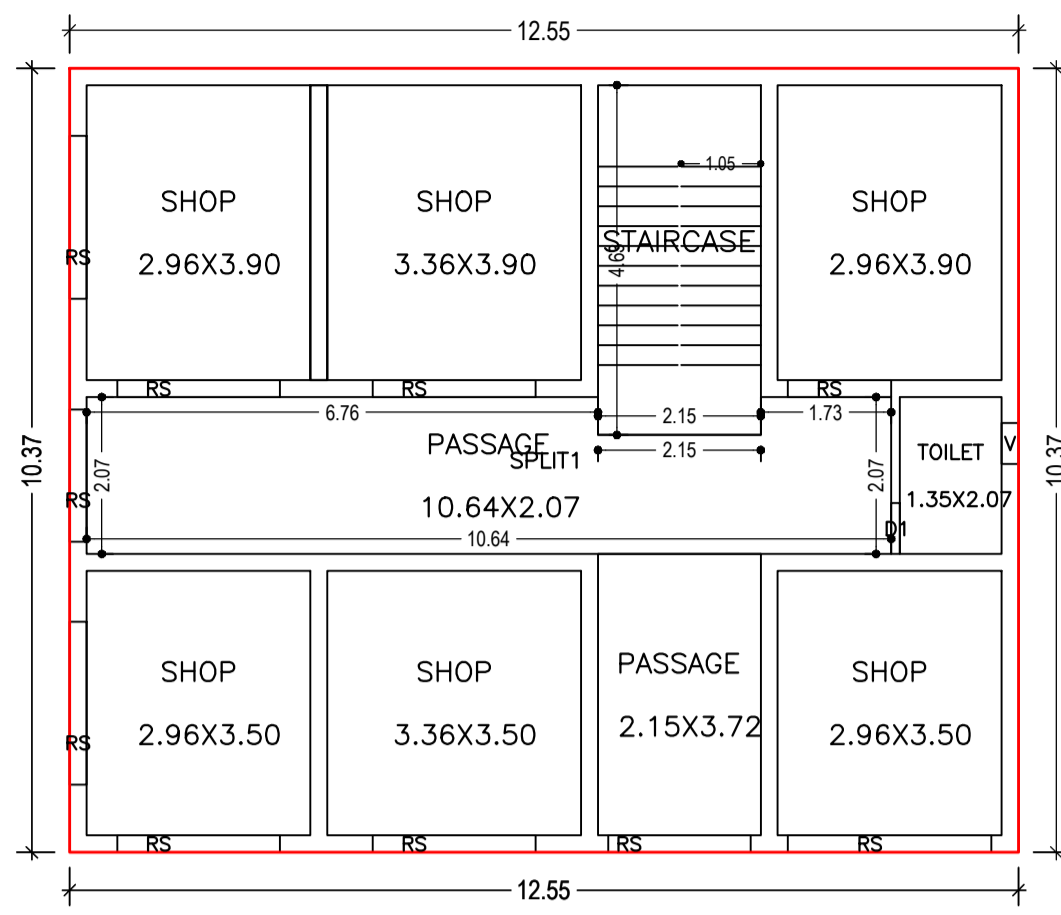 12.55
1.05
SHOP
SHOP
SHOP
STAIRCASE
RS
4.69
2.96X3.90
3.36X3.90
2.96X3.90
RS
RS
RS
6.76
2.15
1.73
PASSAGE
2.15
TOILET
V
SPLIT1
10.37
2.07
2.07
10.37
RS
10.64X2.07
1.35X2.07
D1
10.64
SHOP
SHOP
PASSAGE
SHOP
2.96X3.50
3.36X3.50
2.15X3.72
2.96X3.50
RS
RS
RS
RS
RS
12.55